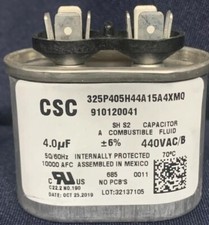 CSC 325P405H44A15A4XM0
910120041
SH S2 CAPACITOR
A COMBUSTIBLE FLUID
4.0µF ±6% 440VAC/B
50/60Hz INTERNALLY PROTECTED 70°C
10000 AFC ASSEMBLED IN MEXICO
685 0011
C22.2 NO.190 NO PCB'S
DATE: OCT 25,2019 LOT:32137105